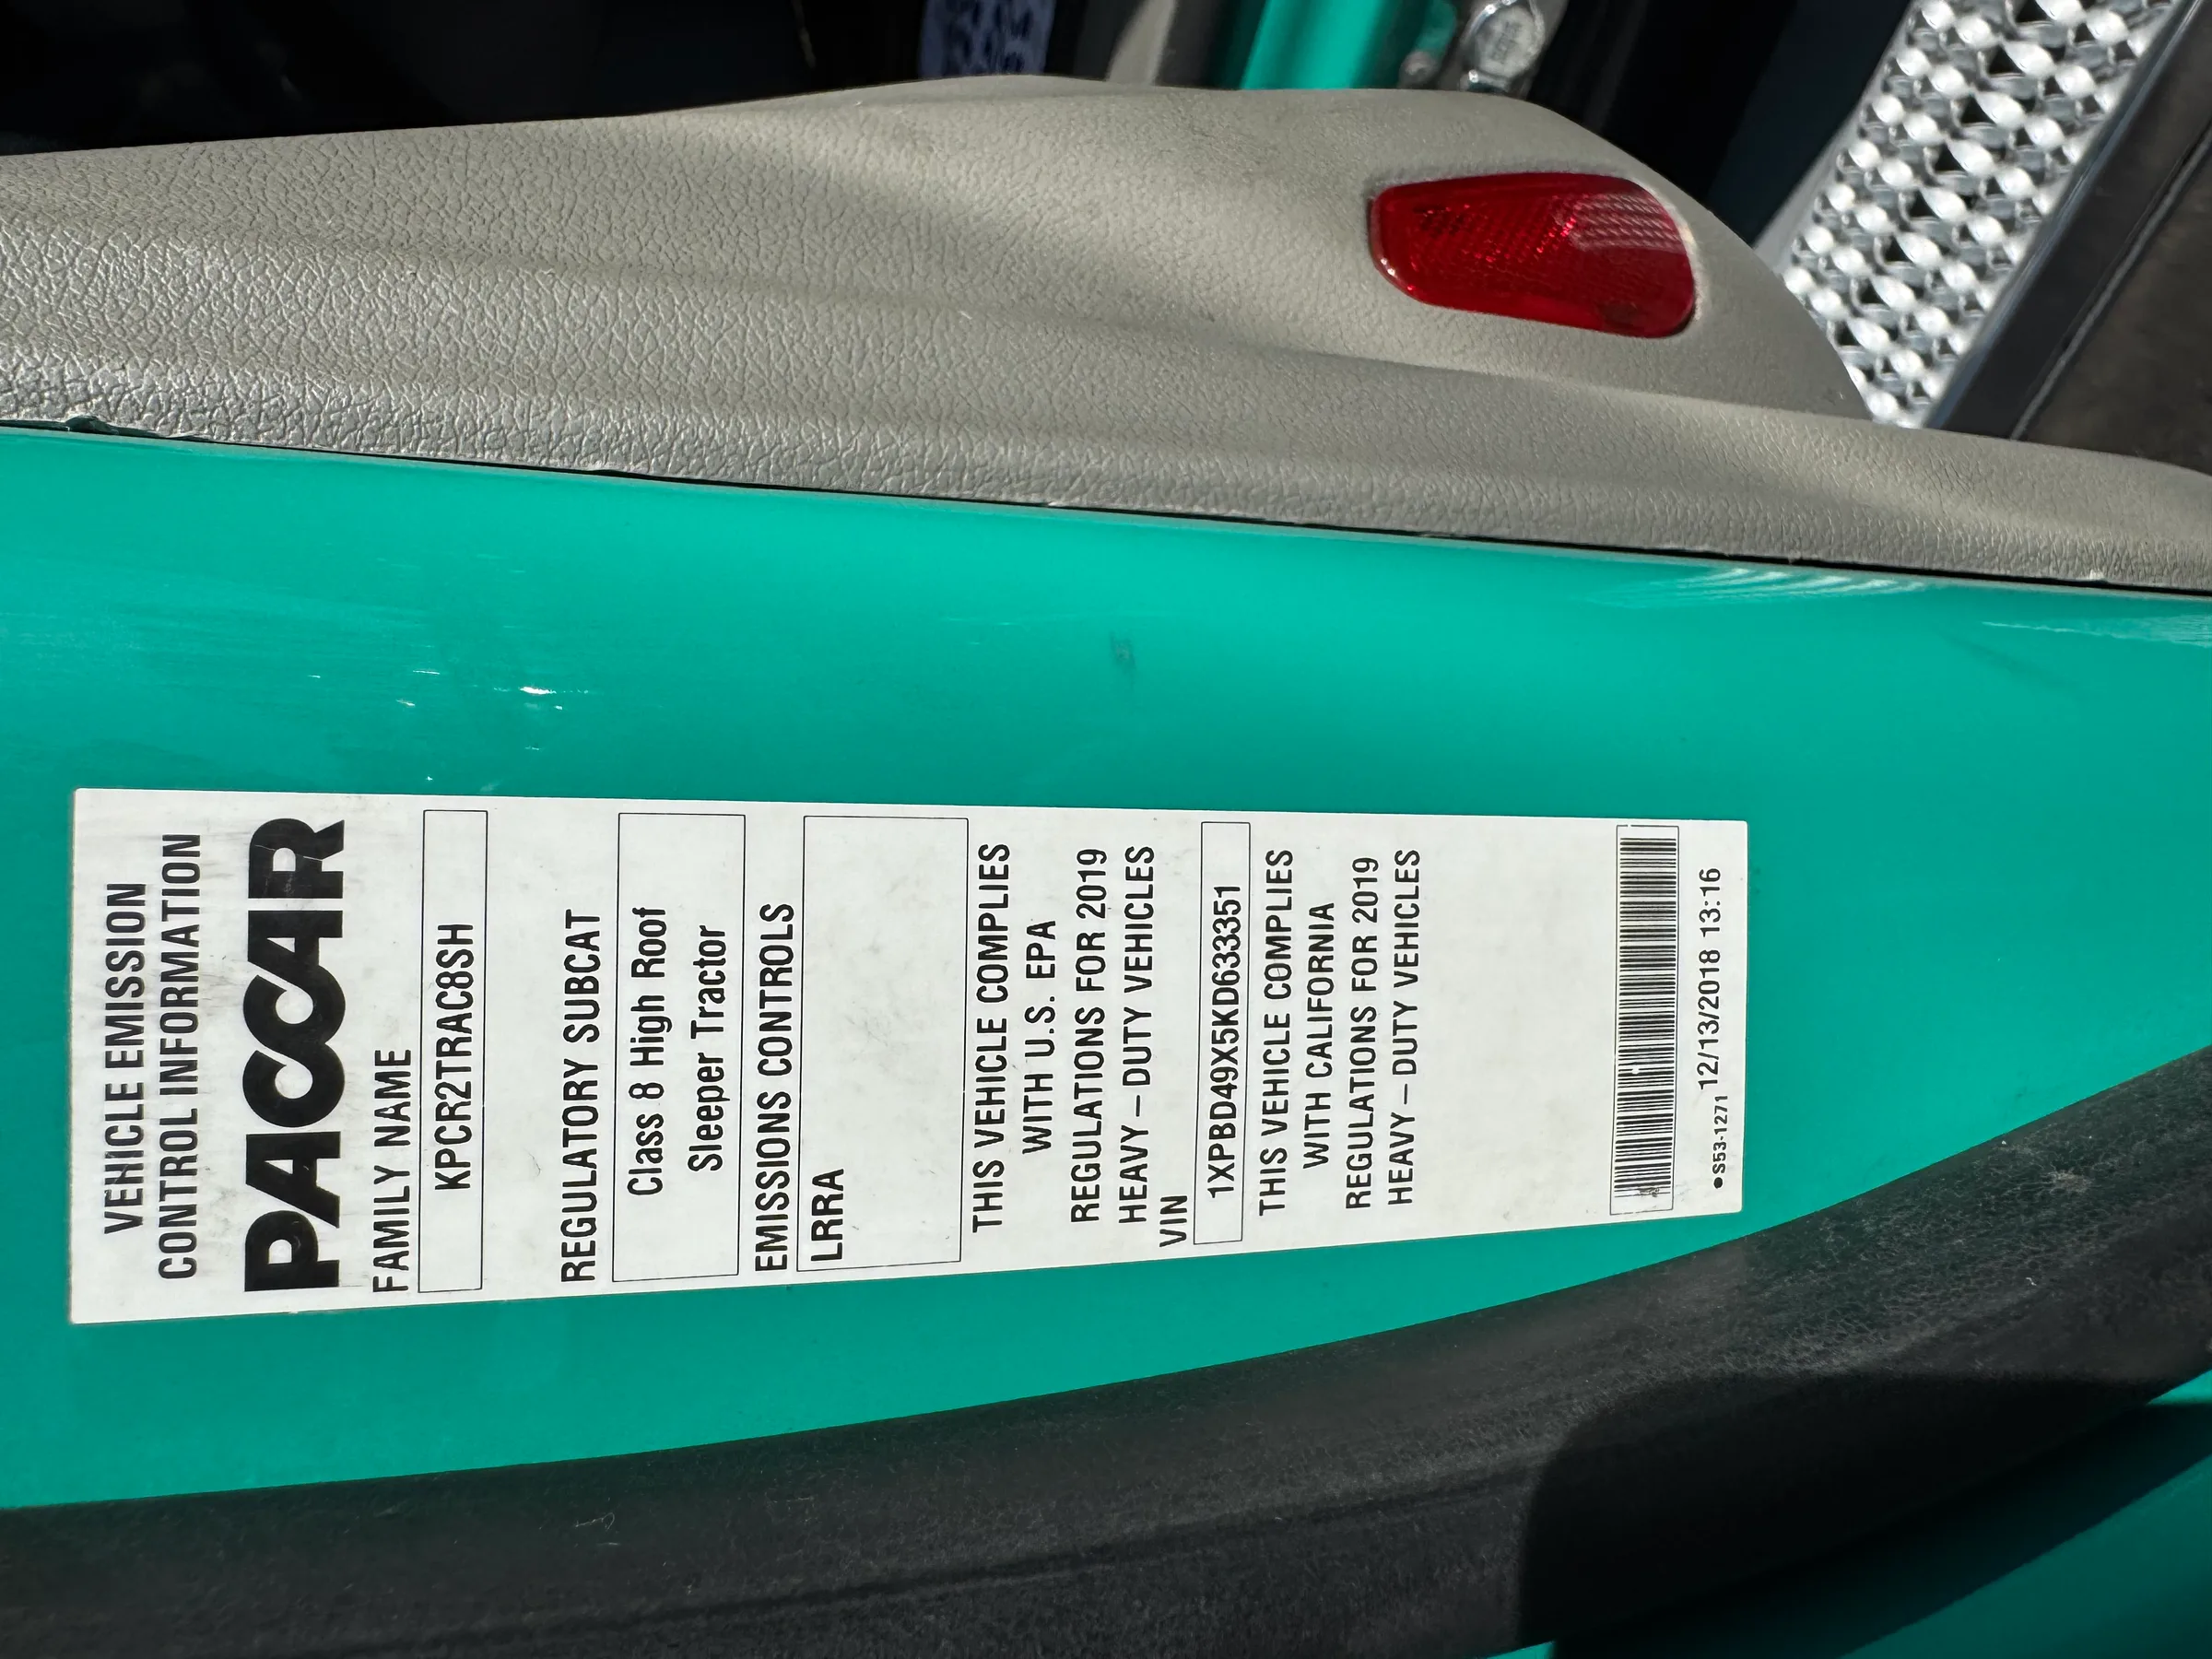 VEHICLE EMISSION
CONTROL INFORMATION
PACCAR
FAMILY NAME
KPCR2TRAC8SH
REGULATORY SUBCAT
Class 8 High Roof
Sleeper Tractor
EMISSIONS CONTROLS
LRRA
THIS VEHICLE COMPLIES
WITH U.S. EPA
REGULATIONS FOR 2019
HEAVY – DUTY VEHICLES
VIN
1XPBD49X5KD633351
THIS VEHICLE COMPLIES
WITH CALIFORNIA
REGULATIONS FOR 2019
HEAVY – DUTY VEHICLES
•S53-1271 12/13/2018 13:16